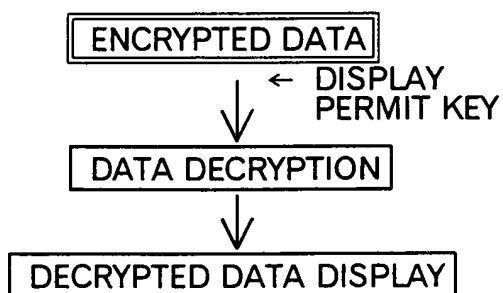 ENCRYPTED DATA
← DISPLAY
PERMIT KEY
DATA DECRYPTION
DECRYPTED DATA DISPLAY